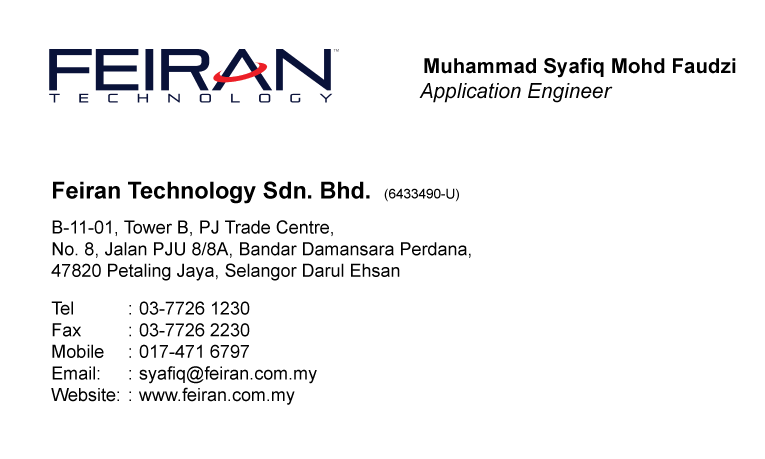 FEIRAN™
TECHNOLOGY
Muhammad Syafiq Mohd Faudzi
Application Engineer
Feiran Technology Sdn. Bhd. (6433490-U)
B-11-01, Tower B, PJ Trade Centre,
No. 8, Jalan PJU 8/8A, Bandar Damansara Perdana,
47820 Petaling Jaya, Selangor Darul Ehsan
Tel : 03-7726 1230
Fax : 03-7726 2230
Mobile : 017-471 6797
Email: : syafiq@feiran.com.my
Website: : www.feiran.com.my